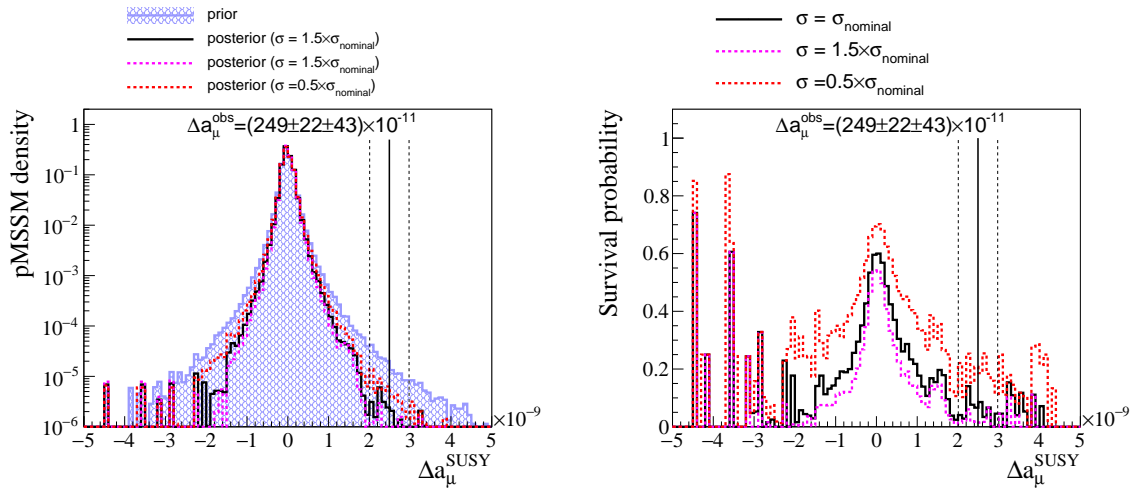 prior
posterior (σ = 1.5×σnominal)
posterior (σ = 1.5×σnominal)
posterior (σ =0.5×σnominal)
Δaμobs=(249±22±43)×10-11
pMSSM density
1
10−1
10−2
10−3
10−4
10−5
10−6
−5 −4 −3 −2 −1 0 1 2 3 4 5
×10−9
ΔaμSUSY
σ = σnominal
σ = 1.5×σnominal
σ =0.5×σnominal
Δaμobs=(249±22±43)×10-11
Survival probability
1
0.8
0.6
0.4
0.2
0
−5 −4 −3 −2 −1 0 1 2 3 4 5
×10−9
ΔaμSUSY